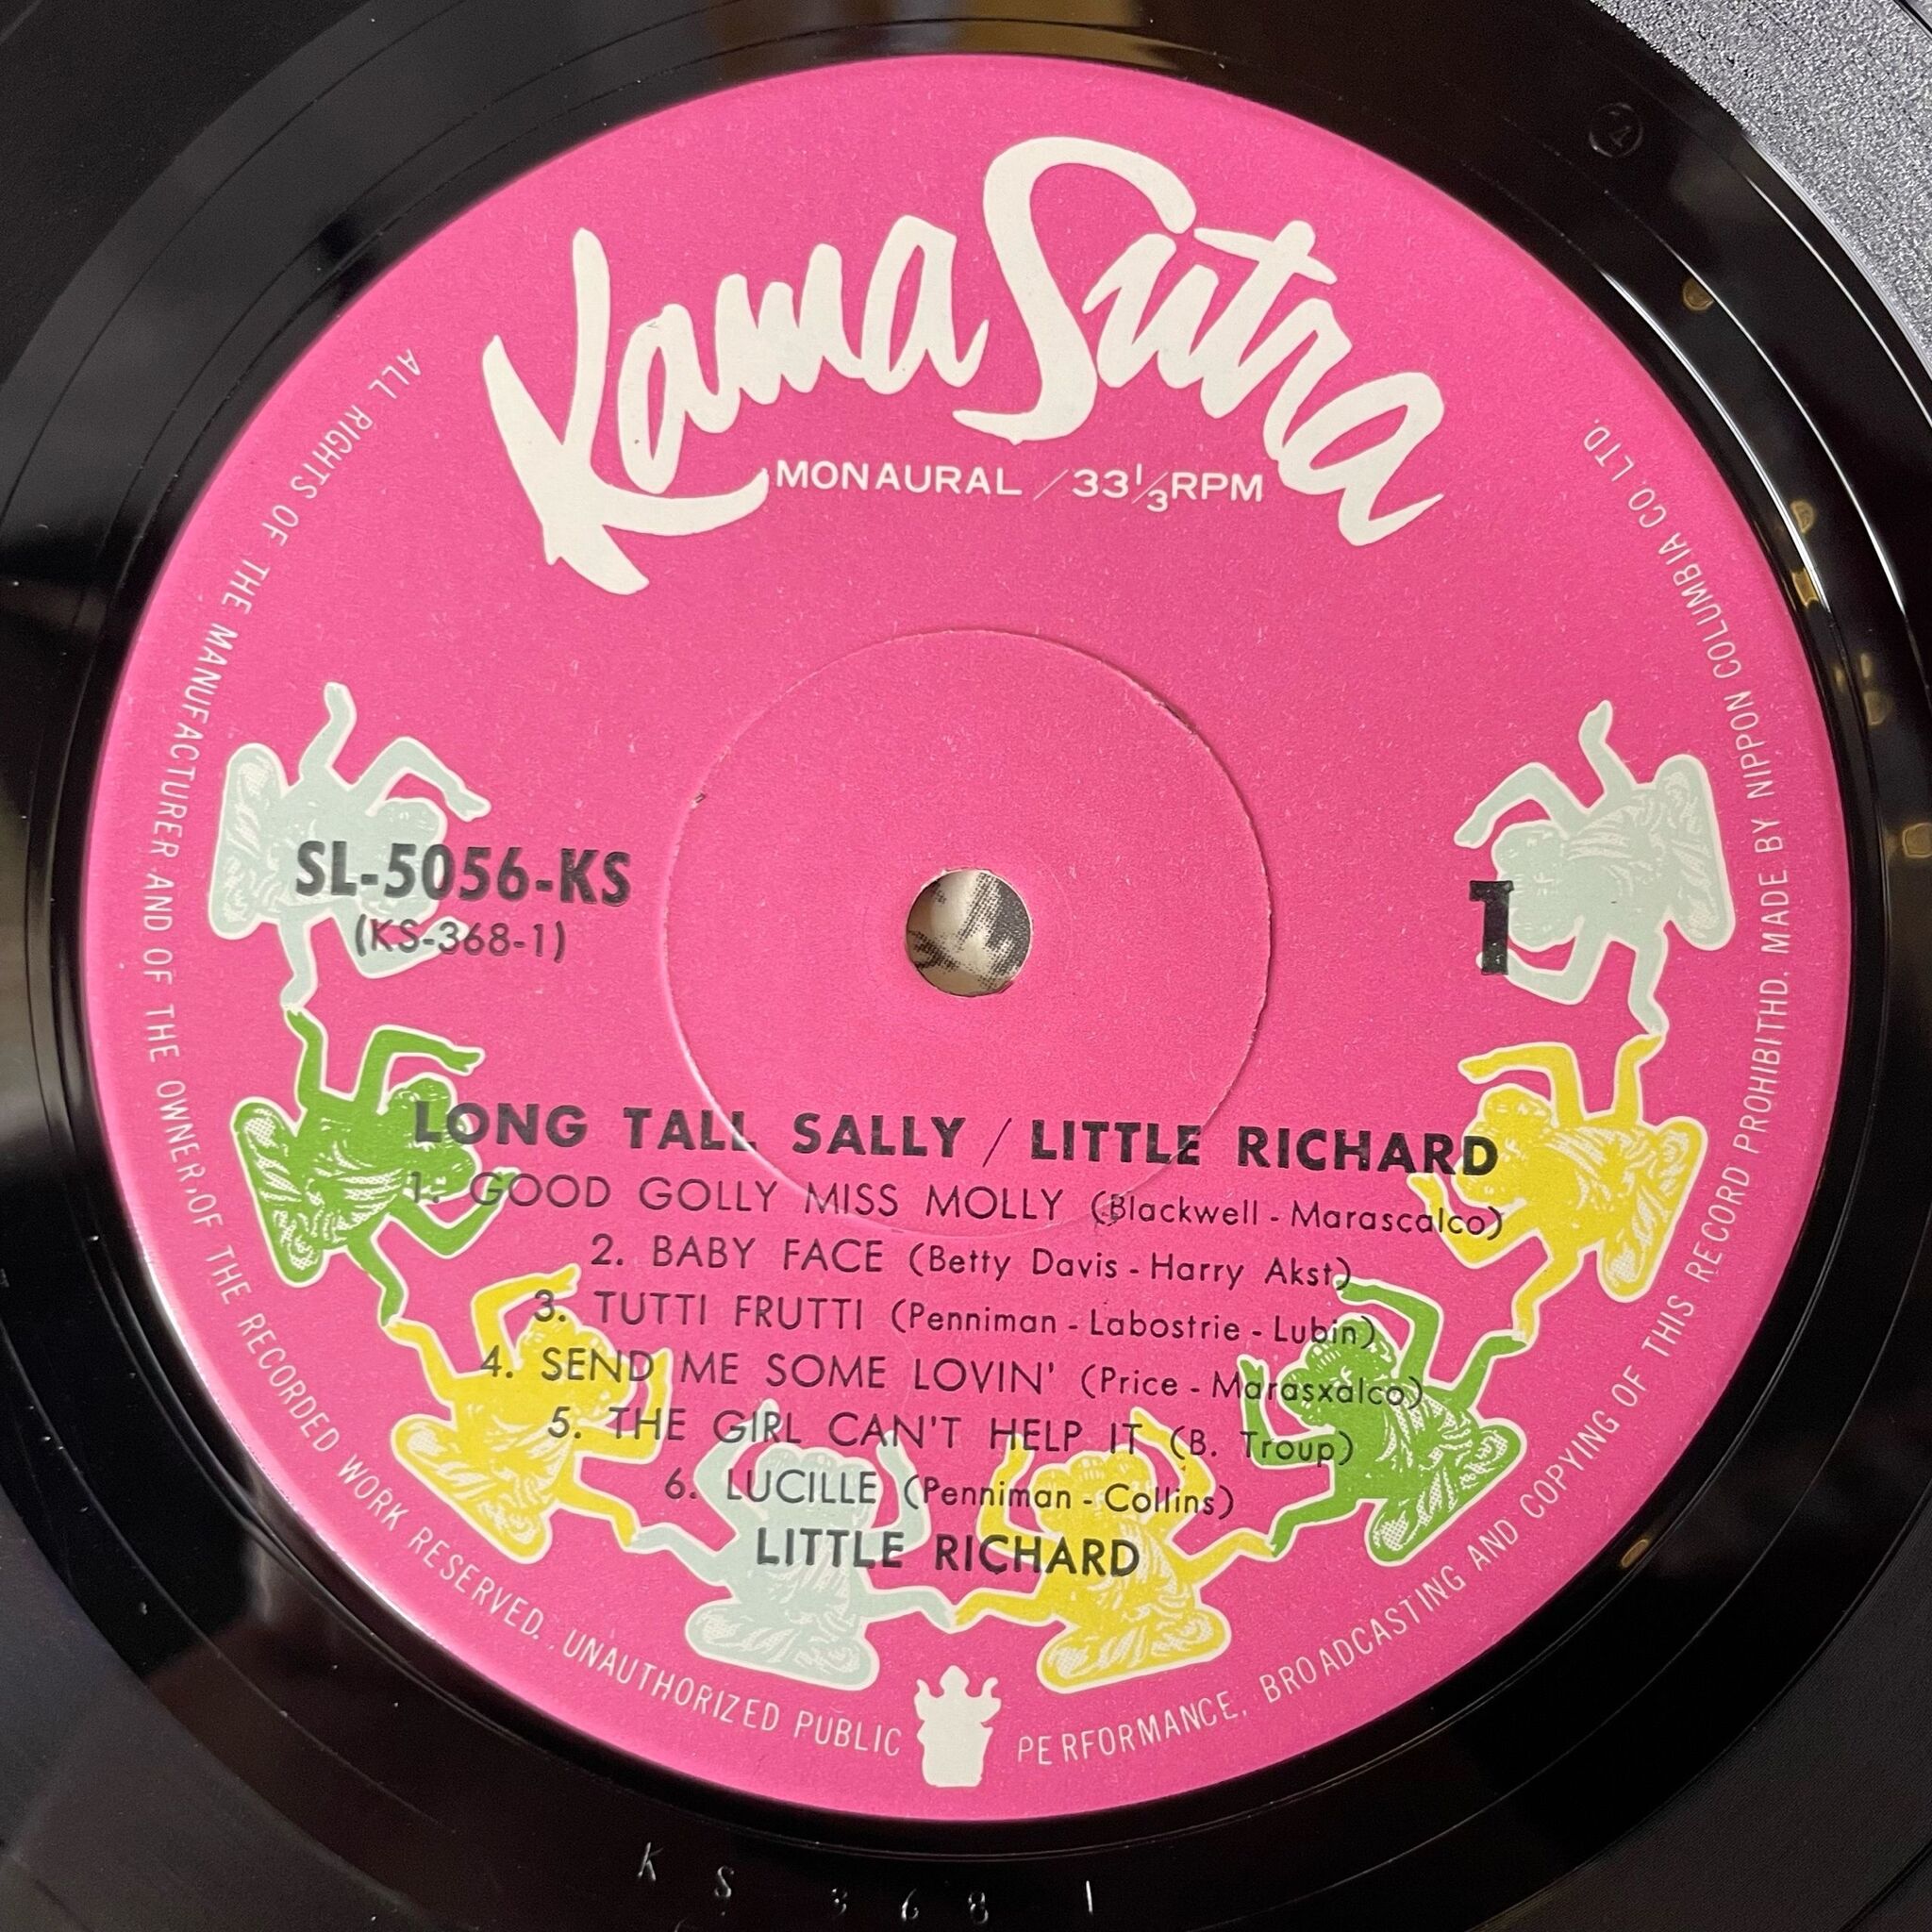 Kama Sutra
MONAURAL / 33 1/3 RPM
SL-5056-KS
(KS-368-1)
1
LONG TALL SALLY / LITTLE RICHARD
1. GOOD GOLLY MISS MOLLY (Blackwell - Marascalco)
2. BABY FACE (Betty Davis - Harry Akst)
3. TUTTI FRUTTI (Penniman - Labostrie - Lubin)
4. SEND ME SOME LOVIN' (Price - Marasxalco)
5. THE GIRL CAN'T HELP IT (B. Troup)
6. LUCILLE (Penniman - Collins)
LITTLE RICHARD
ALL RIGHTS OF THE MANUFACTURER AND OF THE OWNER, OF THE RECORDED WORK RESERVED. UNAUTHORIZED PUBLIC PERFORMANCE, BROADCASTING AND COPYING OF THIS RECORD PROHIBITHD. MADE BY NIPPON COLUMBIA CO. LTD.
KS 368 1